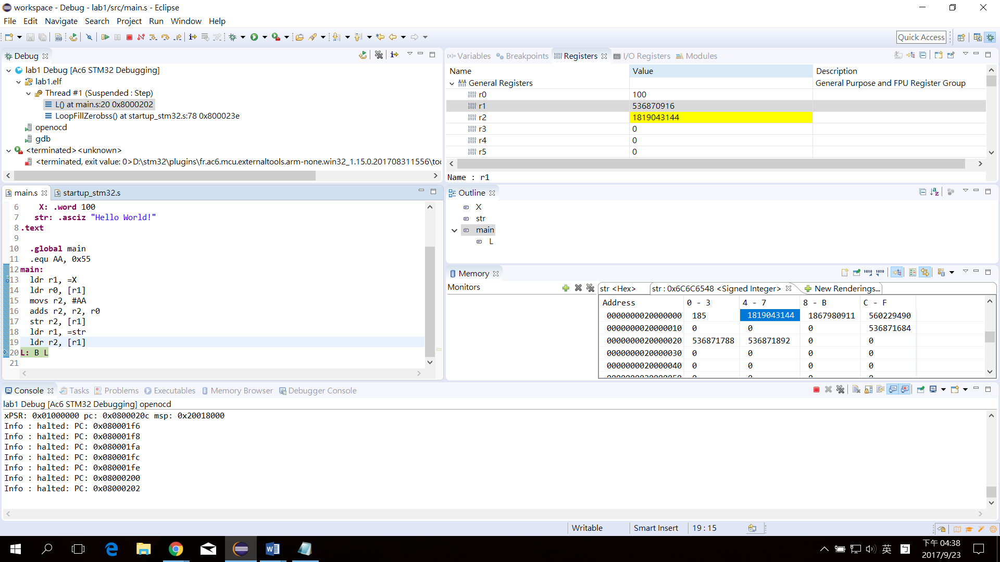 workspace - Debug - lab1/src/main.s - Eclipse
File Edit Navigate Search Project Run Window Help
Quick Access
Debug
lab1 Debug [Ac6 STM32 Debugging]
lab1.elf
Thread #1 (Suspended : Step)
L() at main.s:20 0x8000202
LoopFillZerobss() at startup_stm32.s:78 0x800023e
openocd
gdb
<terminated><unknown>
<terminated, exit value: 0>D:\stm32\plugins\fr.ac6.mcu.externaltools.arm-none.win32_1.15.0.201708311556\too
Variables Breakpoints Registers I/O Registers Modules
Name Value Description
General Registers General Purpose and FPU Register Group
r0 100
r1 536870916
r2 1819043144
r3 0
r4 0
r5 0
Name : r1
main.s startup_stm32.s
6 X: .word 100
7 str: .asciz "Hello World!"
8 .text
9
10 .global main
11 .equ AA, 0x55
12 main:
13 ldr r1, =X
14 ldr r0, [r1]
15 movs r2, #AA
16 adds r2, r2, r0
17 str r2, [r1]
18 ldr r1, =str
19 ldr r2, [r1]
20 L: B L
21
Outline
X
str
main
L
Memory
Monitors
str <Hex> str : 0x6C6C6548 <Signed Integer> New Renderings...
Address 0 - 3 4 - 7 8 - B C - F
0000000020000000 185 1819043144 1867980911 560229490
0000000020000010 0 0 0 536871684
0000000020000020 536871788 536871892 0 0
0000000020000030 0 0 0 0
0000000020000040 0 0 0 0
Console Tasks Problems Executables Memory Browser Debugger Console
lab1 Debug [Ac6 STM32 Debugging] openocd
xPSR: 0x01000000 pc: 0x0800020c msp: 0x20018000
Info : halted: PC: 0x080001f6
Info : halted: PC: 0x080001f8
Info : halted: PC: 0x080001fa
Info : halted: PC: 0x080001fc
Info : halted: PC: 0x080001fe
Info : halted: PC: 0x08000200
Info : halted: PC: 0x08000202
Writable Smart Insert 19 : 15
英 ㄅ
下午 04:38
2017/9/23